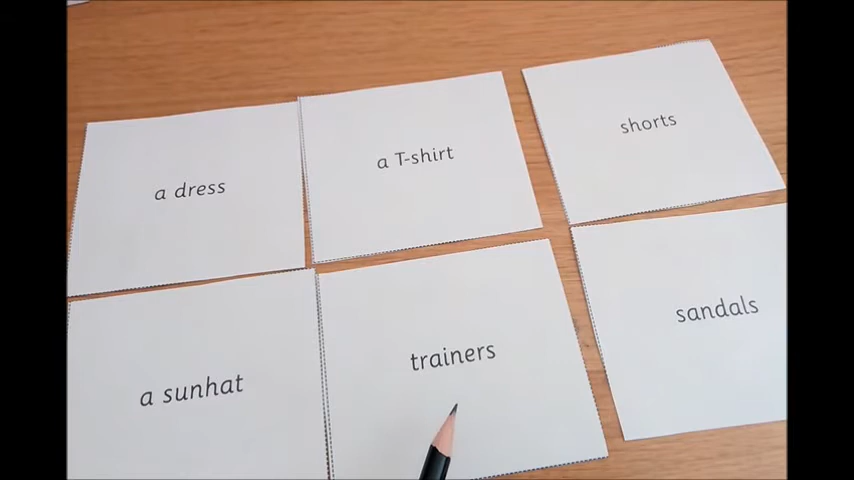 a dress
a T-shirt
shorts
a sunhat
trainers
sandals